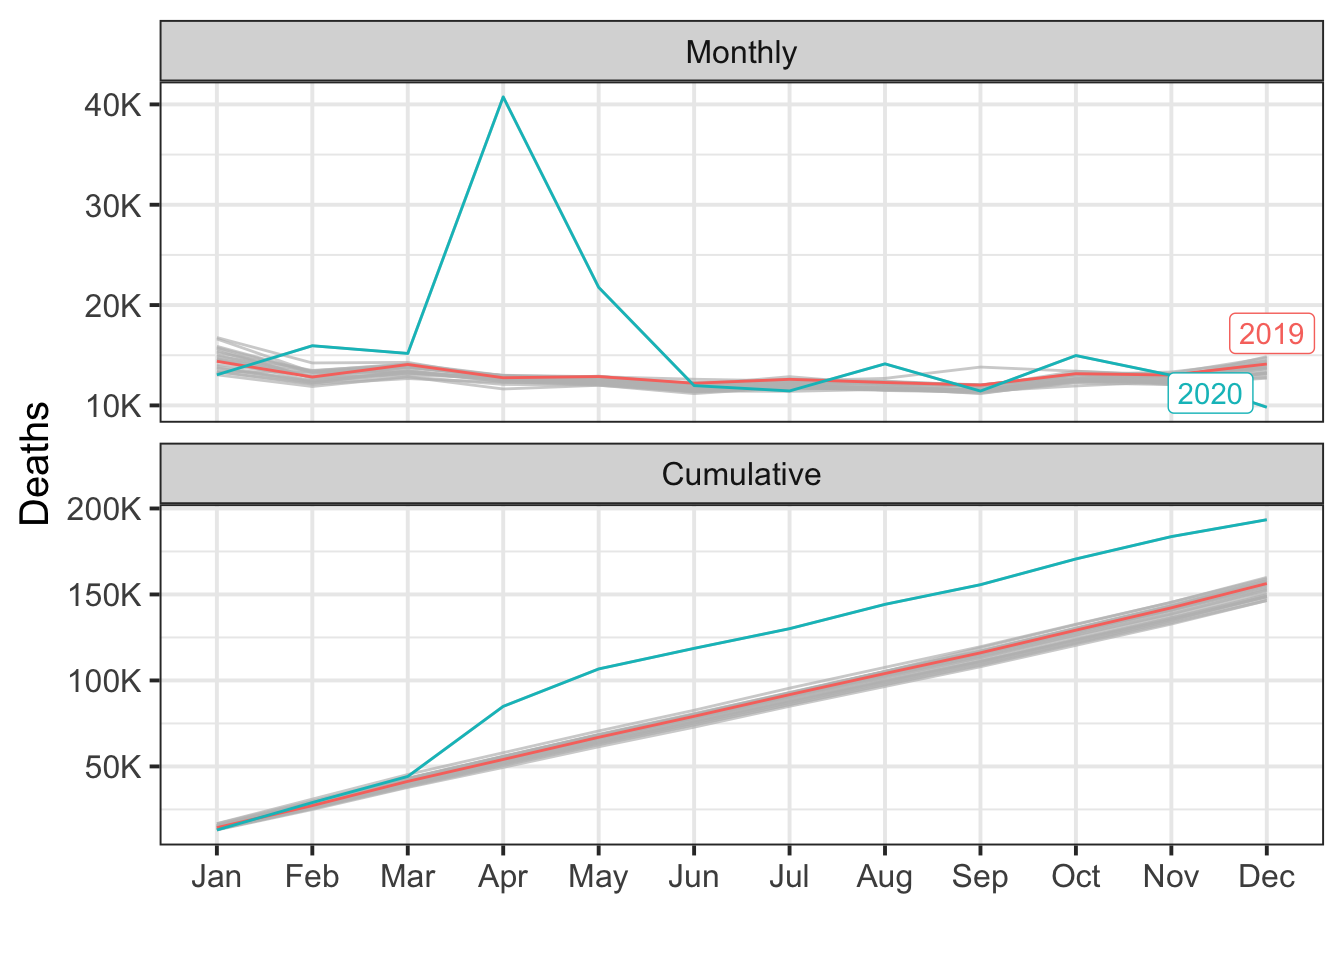 Monthly
40K
30K
20K
10K
2019
2020
Deaths
Cumulative
200K
150K
100K
50K
Jan Feb Mar Apr May Jun Jul Aug Sep Oct Nov Dec